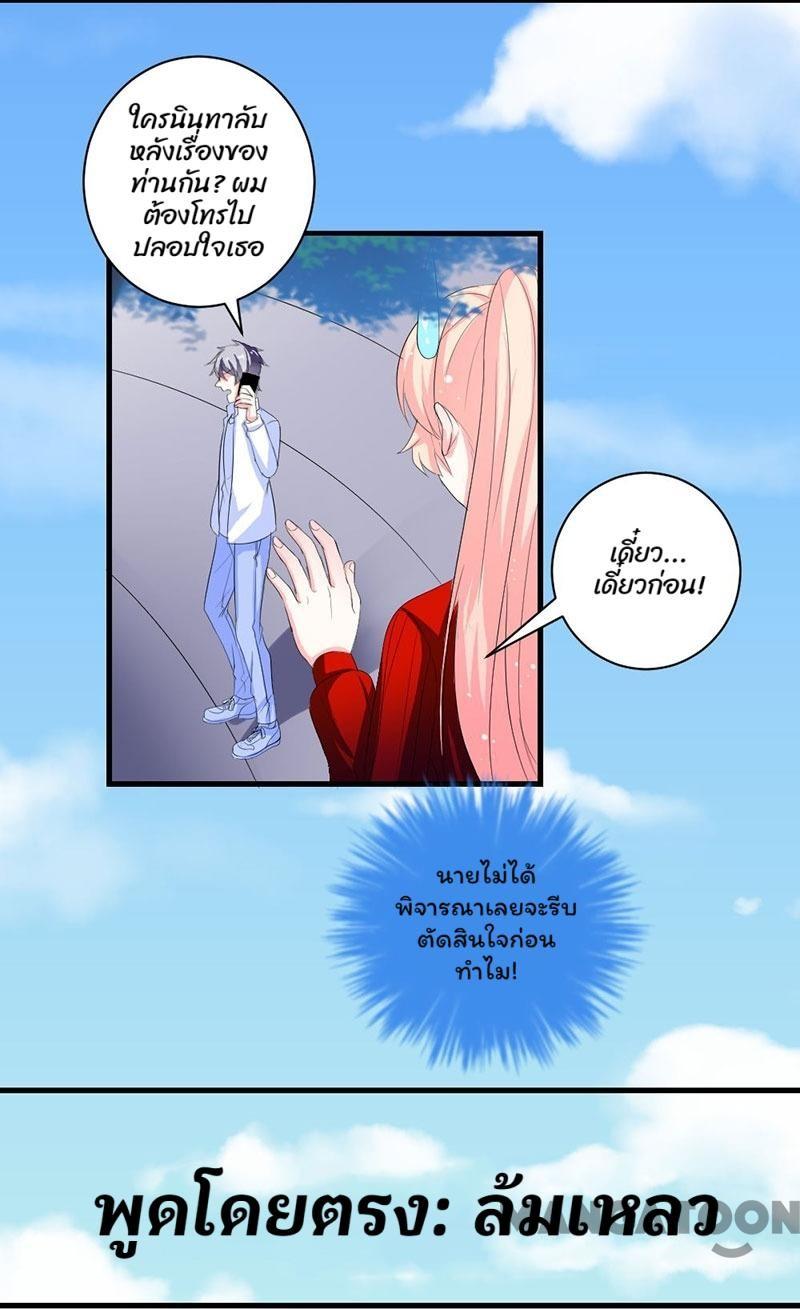 ใครนินทาลับ
หลังเรื่องของ
ท่านกัน? ผม
ต้องโทรไป
ปลอบใจเธอ
เดี๋ยว...
เดี๋ยวก่อน!
นายไม่ได้
พิจารณาเลยจะรีบ
ตัดสินใจก่อน
ทำไม!
พูดโดยตรง: ล้มเหลว
MANGATOON